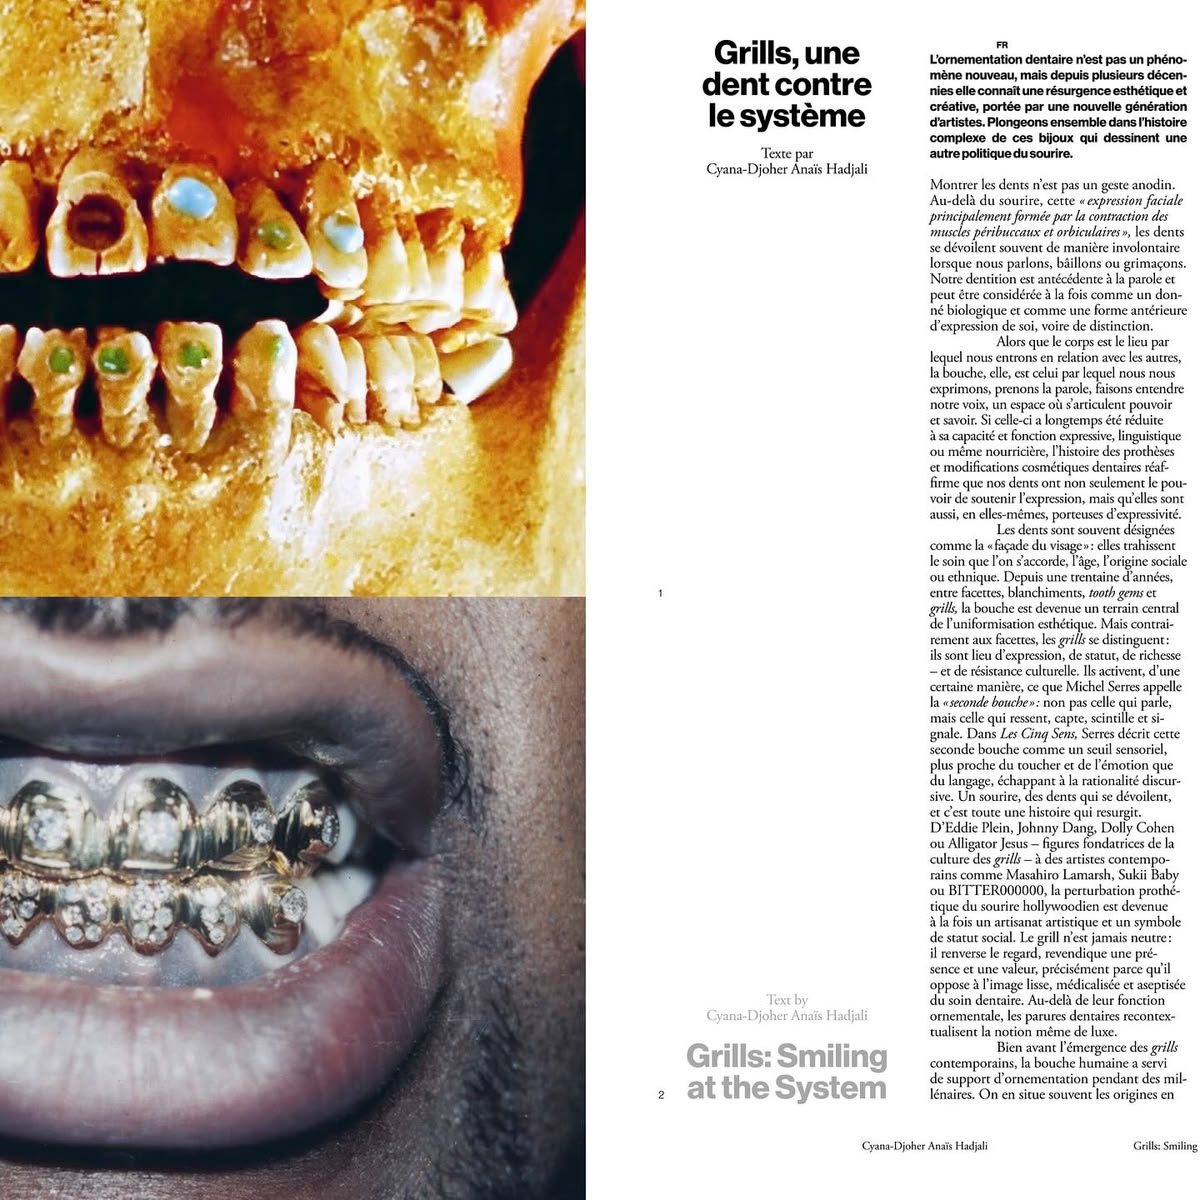 Grills, une
dent contre
le système
Texte par
Cyana-Djoher Anaïs Hadjali
FR
L'ornementation dentaire n'est pas un phéno-
mène nouveau, mais depuis plusieurs décen-
nies elle connaît une résurgence esthétique et
créative, portée par une nouvelle génération
d'artistes. Plongeons ensemble dans l'histoire
complexe de ces bijoux qui dessinent une
autre politique du sourire.
Montrer les dents n'est pas un geste anodin.
Au-delà du sourire, cette « expression faciale
principalement formée par la contraction des
muscles péribuccaux et orbiculaires », les dents
se dévoilent souvent de manière involontaire
lorsque nous parlons, bâillons ou grimaçons.
Notre dentition est antécédente à la parole et
peut être considérée à la fois comme un don-
né biologique et comme une forme antérieure
d'expression de soi, voire de distinction.
Alors que le corps est le lieu par
lequel nous entrons en relation avec les autres,
la bouche, elle, est celui par lequel nous nous
exprimons, prenons la parole, faisons entendre
notre voix, un espace où s'articulent pouvoir
et savoir. Si celle-ci a longtemps été réduite
à sa capacité et fonction expressive, linguistique
ou même nourricière, l'histoire des prothèses
et modifications cosmétiques dentaires réaf-
firme que nos dents ont non seulement le pou-
voir de soutenir l'expression, mais qu'elles sont
aussi, en elles-mêmes, porteuses d'expressivité.
Les dents sont souvent désignées
comme la « façade du visage » : elles trahissent
le soin que l'on s'accorde, l'âge, l'origine sociale
ou ethnique. Depuis une trentaine d'années,
entre facettes, blanchiments, tooth gems et
grills, la bouche est devenue un terrain central
de l'uniformisation esthétique. Mais contrai-
rement aux facettes, les grills se distinguent :
ils sont lieu d'expression, de statut, de richesse
– et de résistance culturelle. Ils activent, d'une
certaine manière, ce que Michel Serres appelle
la « seconde bouche » : non pas celle qui parle,
mais celle qui ressent, capte, scintille et si-
gnale. Dans Les Cinq Sens, Serres décrit cette
seconde bouche comme un seuil sensoriel,
plus proche du toucher et de l'émotion que
du langage, échappant à la rationalité discur-
sive. Un sourire, des dents qui se dévoilent,
et c'est toute une histoire qui resurgit.
D'Eddie Plein, Johnny Dang, Dolly Cohen
ou Alligator Jesus – figures fondatrices de la
culture des grills – à des artistes contempo-
rains comme Masahiro Lamarsh, Sukii Baby
ou BITTER000000, la perturbation prothé-
tique du sourire hollywoodien est devenue
à la fois un artisanat artistique et un symbole
de statut social. Le grill n'est jamais neutre :
il renverse le regard, revendique une pré-
sence et une valeur, précisément parce qu'il
oppose à l'image lisse, médicalisée et aseptisée
du soin dentaire. Au-delà de leur fonction
ornementale, les parures dentaires recontex-
tualisent la notion même de luxe.
Bien avant l'émergence des grills
contemporains, la bouche humaine a servi
de support d'ornementation pendant des mil-
lénaires. On en situe souvent les origines en
1
Text by
Cyana-Djoher Anaïs Hadjali
Grills: Smiling
at the System
2
Cyana-Djoher Anaïs Hadjali
Grills: Smiling